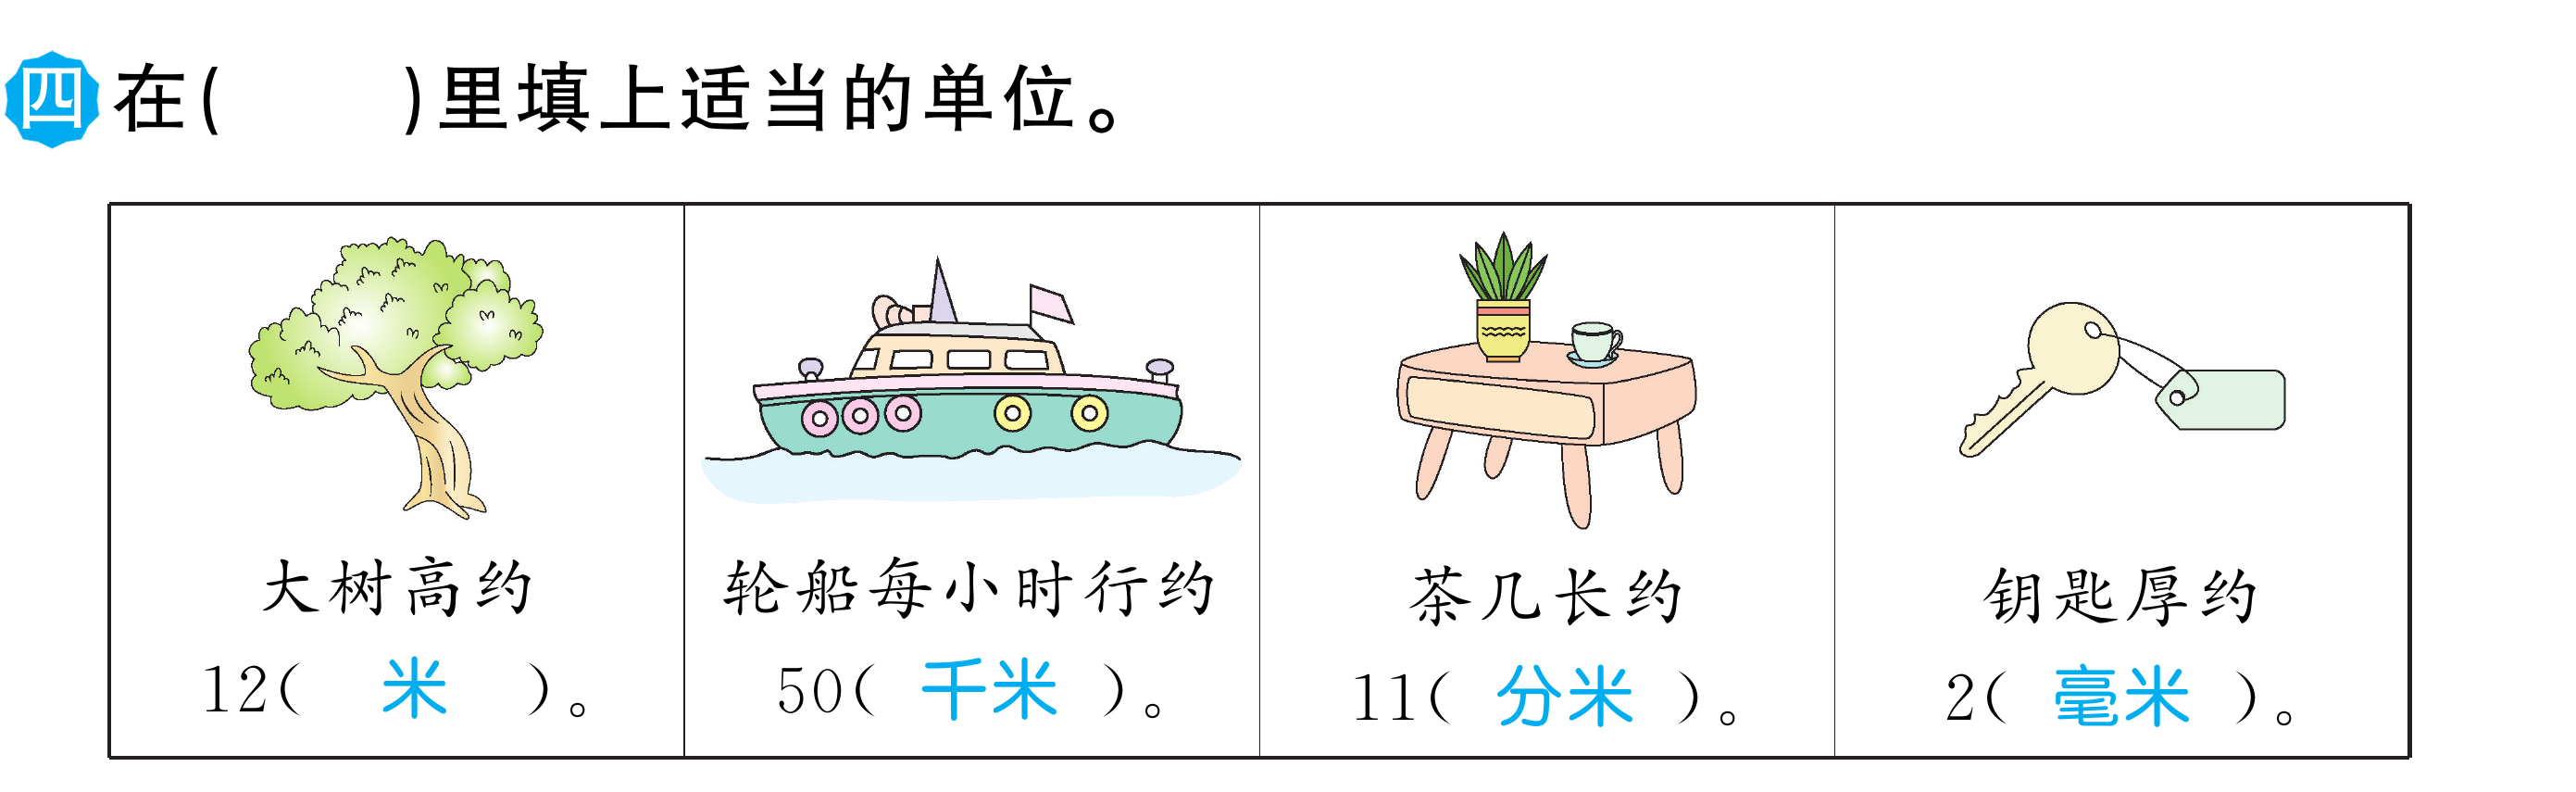 四 在(　　)里填上适当的单位。
大树高约
12( 米 )。
轮船每小时行约
50( 千米 )。
茶几长约
11( 分米 )。
钥匙厚约
2( 毫米 )。